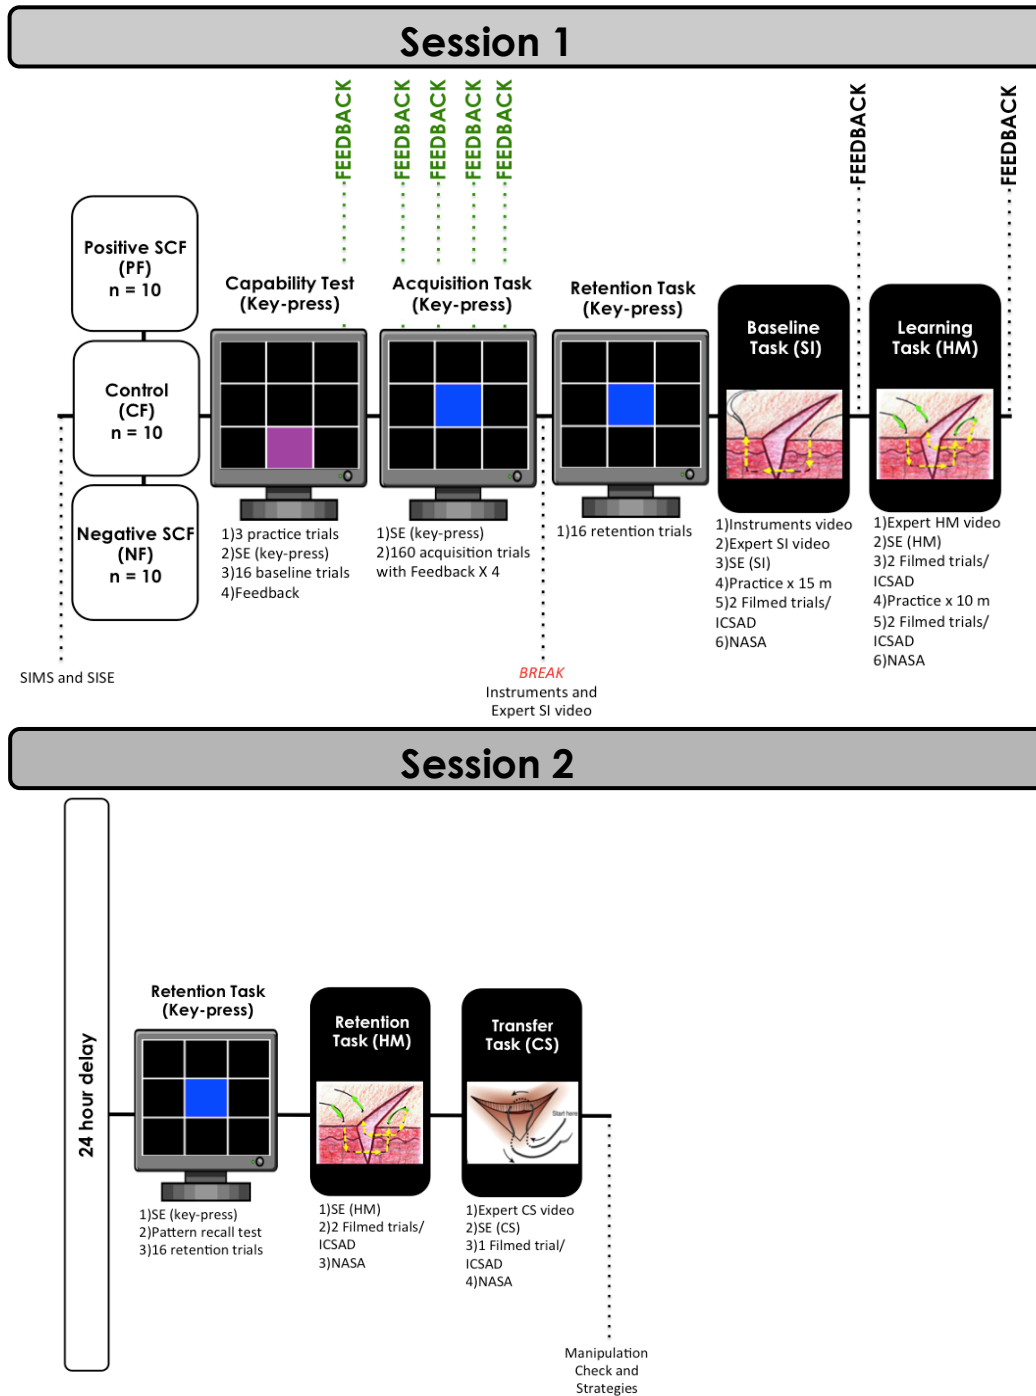 Session 1
FEEDBACK
FEEDBACK
FEEDBACK
FEEDBACK
FEEDBACK
FEEDBACK
FEEDBACK
Positive SCF
(PF)
n = 10
Control
(CF)
n = 10
Negative SCF
(NF)
n = 10
SIMS and SISE
Capability Test
(Key-press)
1)3 practice trials
2)SE (key-press)
3)16 baseline trials
4)Feedback
Acquisition Task
(Key-press)
1)SE (key-press)
2)160 acquisition trials
with Feedback X 4
BREAK
Instruments and
Expert SI video
Retention Task
(Key-press)
1)16 retention trials
Baseline
Task (SI)
1)Instruments video
2)Expert SI video
3)SE (SI)
4)Practice x 15 m
5)2 Filmed trials/
ICSAD
6)NASA
Learning
Task (HM)
1)Expert HM video
2)SE (HM)
3)2 Filmed trials/
ICSAD
4)Practice x 10 m
5)2 Filmed trials/
ICSAD
6)NASA
Session 2
24 hour delay
Retention Task
(Key-press)
1)SE (key-press)
2)Pattern recall test
3)16 retention trials
Retention
Task (HM)
1)SE (HM)
2)2 Filmed trials/
ICSAD
3)NASA
Transfer
Task (CS)
Start here
1)Expert CS video
2)SE (CS)
3)1 Filmed trial/
ICSAD
4)NASA
Manipulation
Check and
Strategies